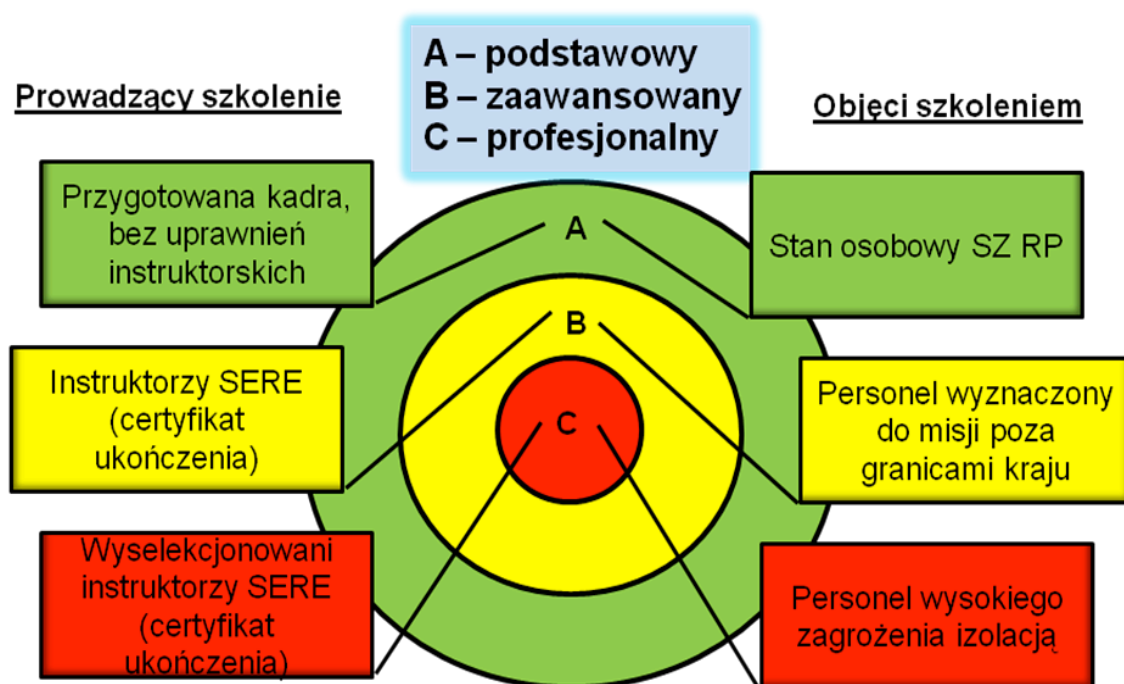 A – podstawowy
B – zaawansowany
C – profesjonalny
Prowadzący szkolenie
Objęci szkoleniem
Przygotowana kadra,
bez uprawnień
instruktorskich
A
Stan osobowy SZ RP
Instruktorzy SERE
(certyfikat
ukończenia)
B
Personel wyznaczony
do misji poza
granicami kraju
Wyselekcjonowani
instruktorzy SERE
(certyfikat
ukończenia)
C
Personel wysokiego
zagrożenia izolacją